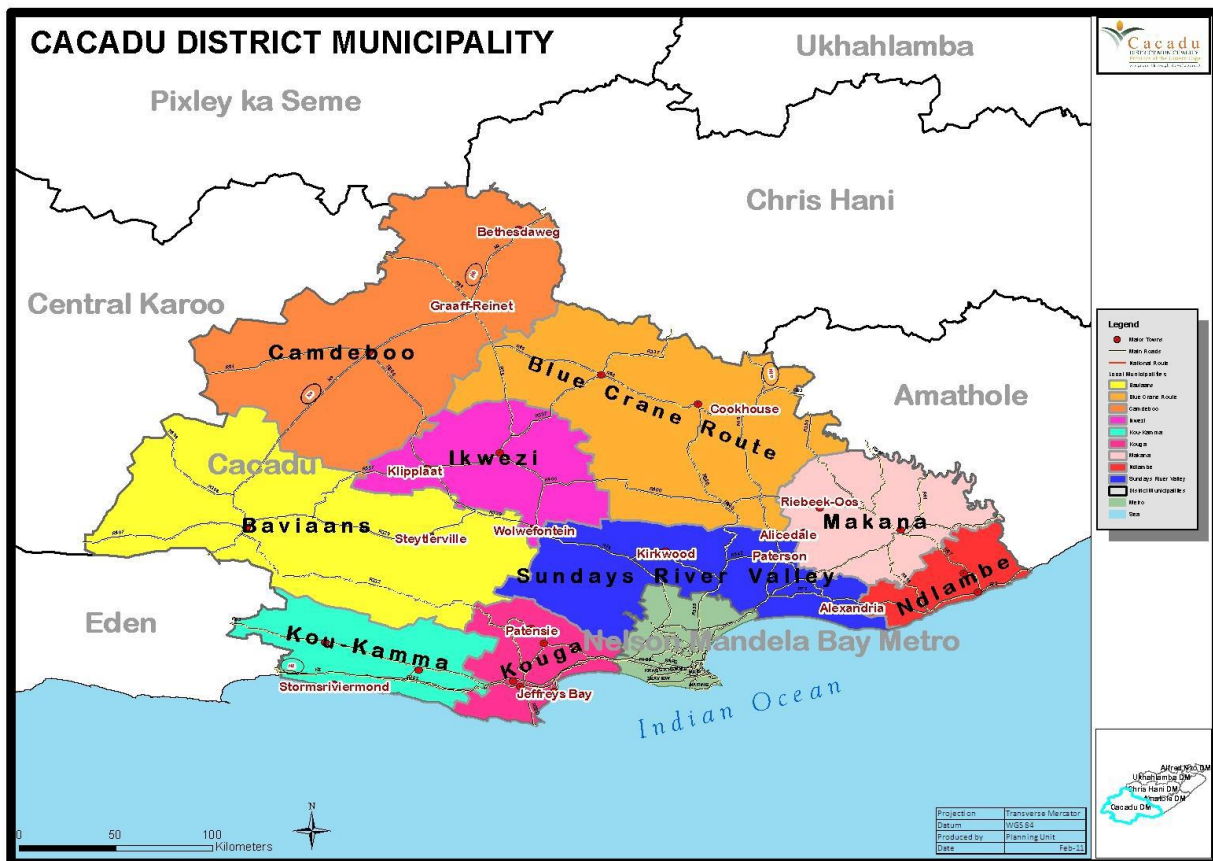 CACADU DISTRICT MUNICIPALITY
Ukhahlamba
Pixley ka Seme
Chris Hani
Central Karoo
Amathole
Cacadu
Eden
Nelson Mandela Bay Metro
Indian Ocean
Bethesdaweg
Graaff-Reinet
Camdeboo
Blue Crane Route
Cookhouse
Ikwezi
Klipplaat
Baviaans
Steytlerville
Wolwefontein
Riebeek-Oos
Makana
Alicedale
Kirkwood
Paterson
Sundays River Valley
Ndlambe
Alexandria
Kou-Kamma
Patensie
Kouga
Stormsriviermond
Jeffreys Bay
N
0 50 100
Kilometers
Cacadu
DISTRICT MUNICIPALITY
Legend
Major Towns
Main Roads
National Route
Local Municipalities
Baviaans
Blue Crane Route
Camdeboo
Ikwezi
Kou-Kamma
Kouga
Makana
Ndlambe
Sundays River Valley
District Municipalities
Metro
Sea
Ukhahlamba DM
Chris Hani DM
Cacadu DM
Projection Transverse Mercator
Datum WGS 84
Produced by Planning Unit
Date Feb-11